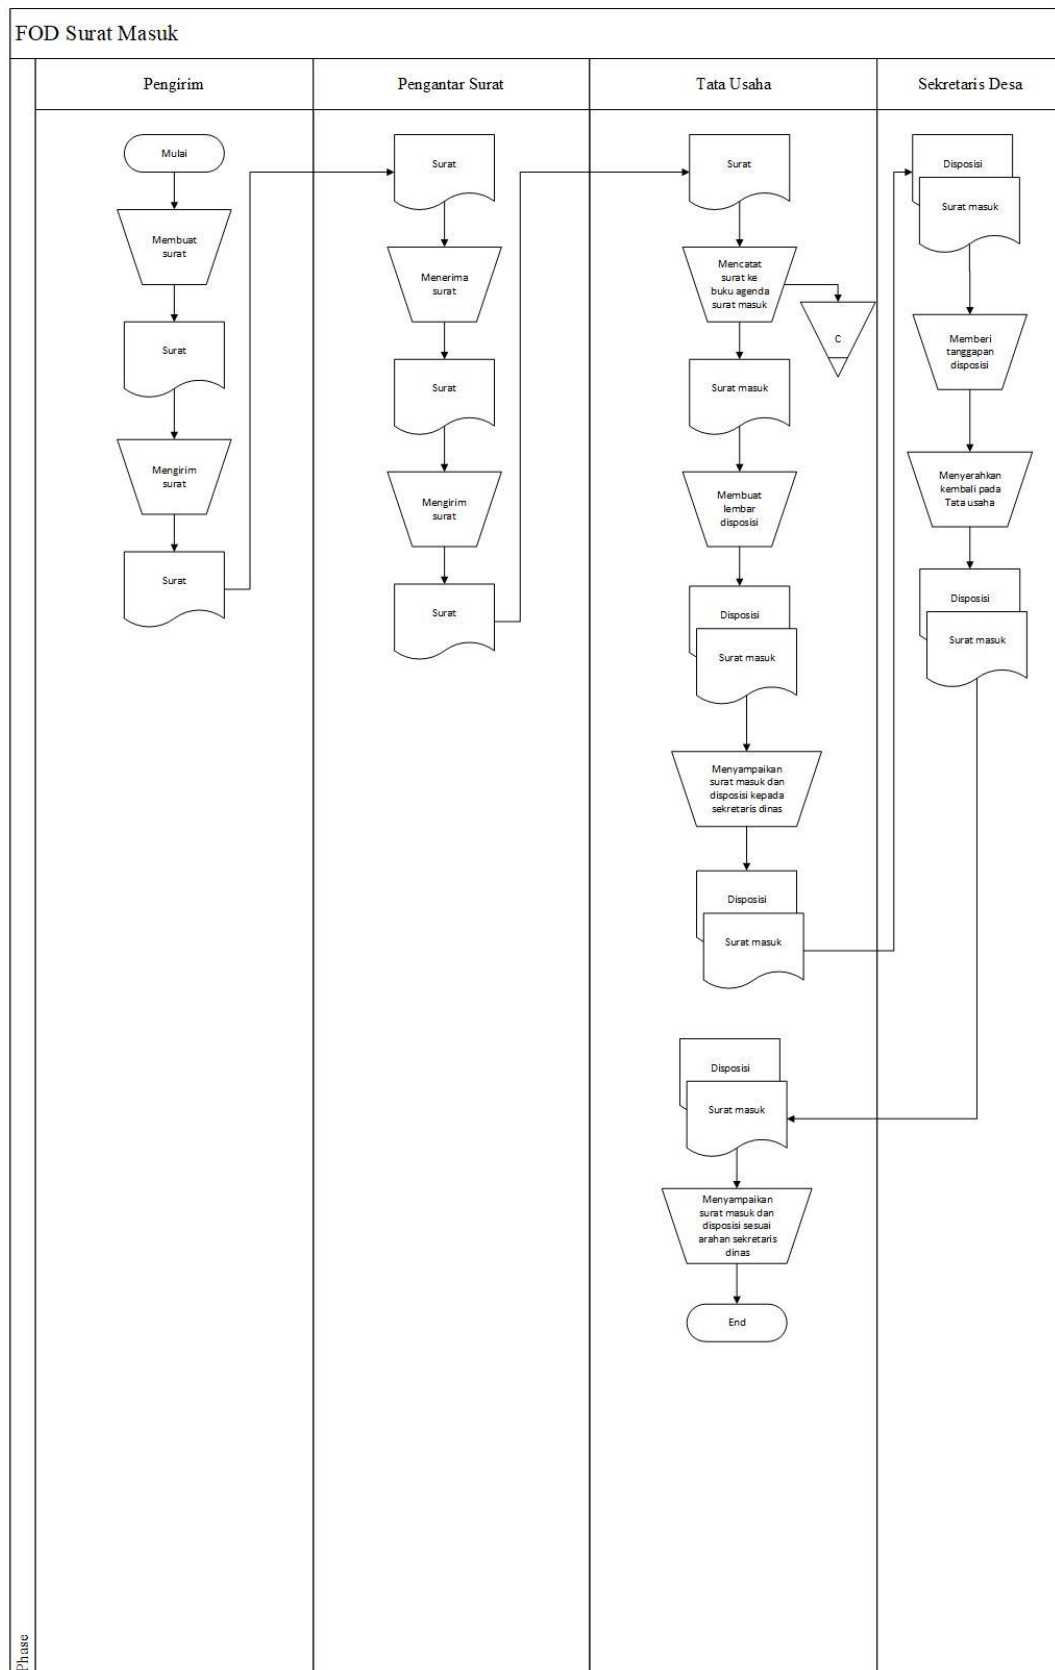 FOD Surat Masuk
Pengirim
Pengantar Surat
Tata Usaha
Sekretaris Desa
Mulai
Membuat
surat
Surat
Mengirim
surat
Surat
Surat
Menerima
surat
Surat
Mengirim
surat
Surat
Surat
Mencatat
surat ke
buku agenda
surat masuk
C
Surat masuk
Membuat
lembar
disposisi
Disposisi
Surat masuk
Menyampaikan
surat masuk dan
disposisi kepada
sekretaris dinas
Disposisi
Surat masuk
Disposisi
Surat masuk
Memberi
tanggapan
disposisi
Menyerahkan
kembali pada
Tata usaha
Disposisi
Surat masuk
Disposisi
Surat masuk
Menyampaikan
surat masuk dan
disposisi sesuai
arahan sekretaris
dinas
End
Phase